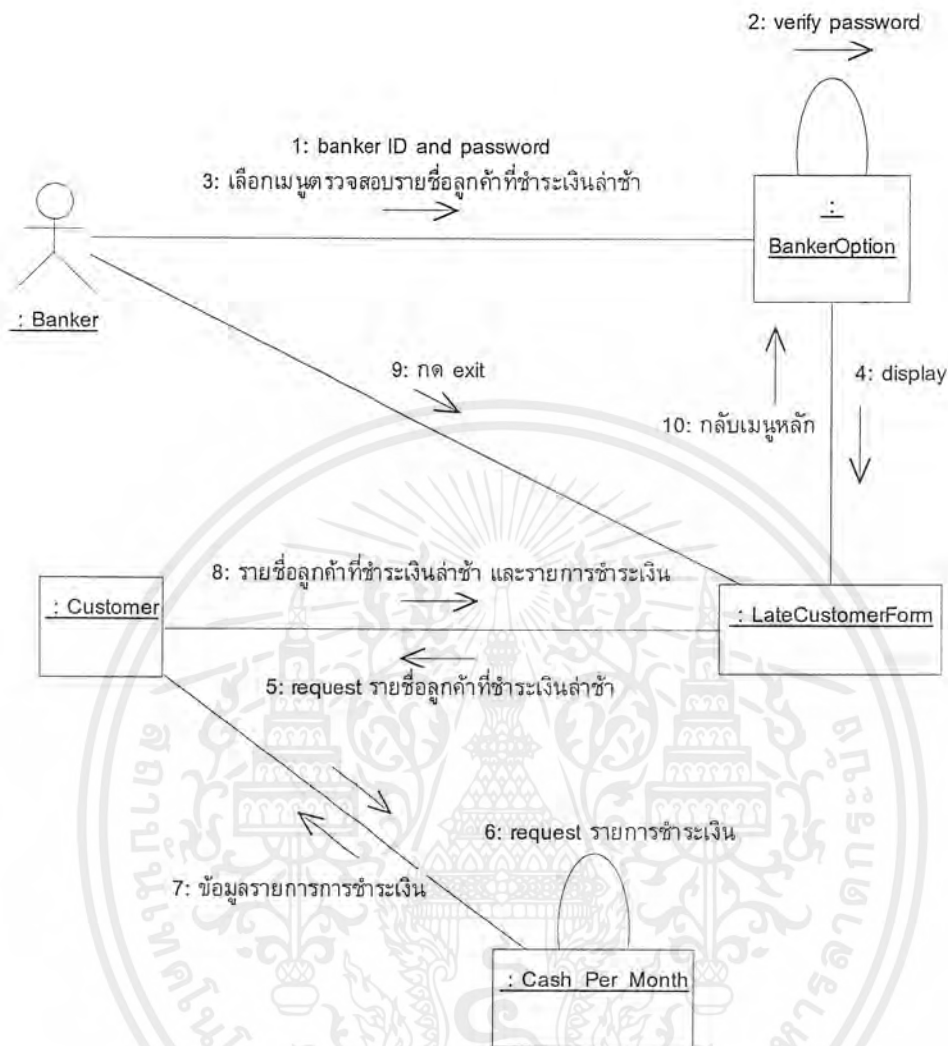 2: verify password
1: banker ID and password
3: เลือกเมนูตรวจสอบรายชื่อลูกค้าที่ชำระเงินล่าช้า
:
BankerOption
: Banker
9: กด exit
4: display
10: กลับเมนูหลัก
8: รายชื่อลูกค้าที่ชำระเงินล่าช้า และรายการชำระเงิน
: Customer
: LateCustomerForm
5: request รายชื่อลูกค้าที่ชำระเงินล่าช้า
6: request รายการชำระเงิน
7: ข้อมูลรายการการชำระเงิน
: Cash Per Month